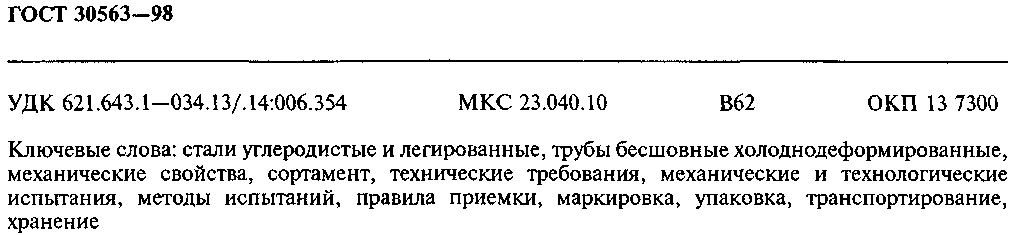 ГОСТ 30563—98
УДК 621.643.1—034.13/.14:006.354 МКС 23.040.10 В62 ОКП 13 7300
Ключевые слова: стали углеродистые и легированные, трубы бесшовные холоднодеформированные,
механические свойства, сортамент, технические требования, механические и технологические
испытания, методы испытаний, правила приемки, маркировка, упаковка, транспортирование,
хранение